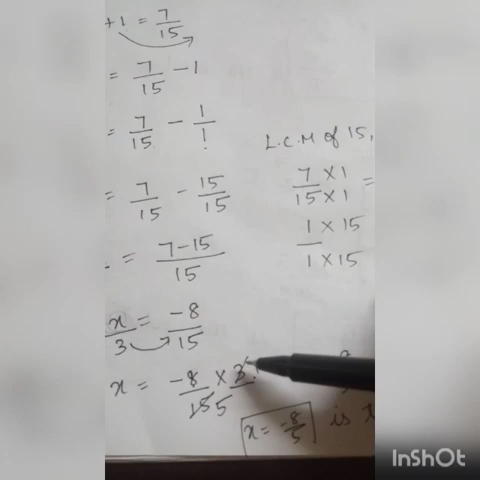 +1 = 7/15
= 7/15 - 1
= 7/15 - 1/1
L.C.M of 15,
7×1/15×1 =
= 7/15 - 15/15
1×15/1×15
= 7-15/15
x/3 = -8/15
x = -8/15 × 3/
5
x = -8/5
is x
InShOt